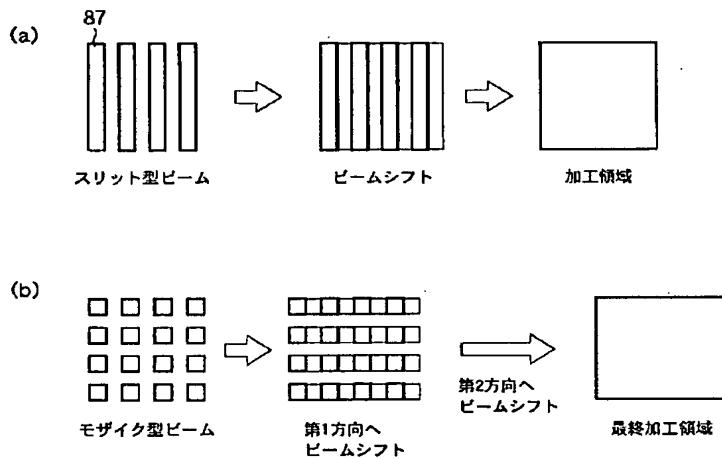 87
(a)
スリット型ビーム
ビームシフト
加工領域
(b)
モザイク型ビーム
第1方向へ
ビームシフト
第2方向へ
ビームシフト
最終加工領域